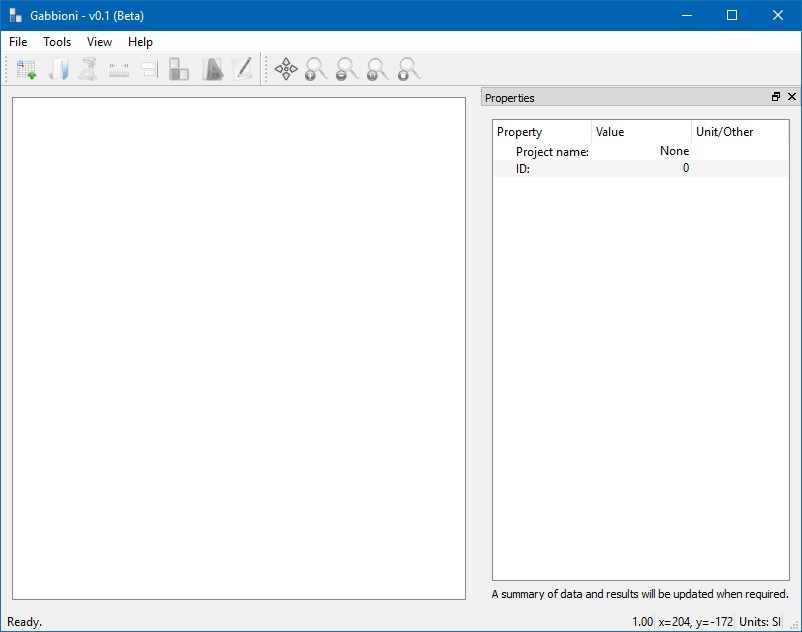 Gabbioni - v0.1 (Beta)
File Tools View Help
Properties
Property Value Unit/Other
Project name: None
ID: 0
A summary of data and results will be updated when required.
Ready. 1.00 x=204, y=-172 Units: SI